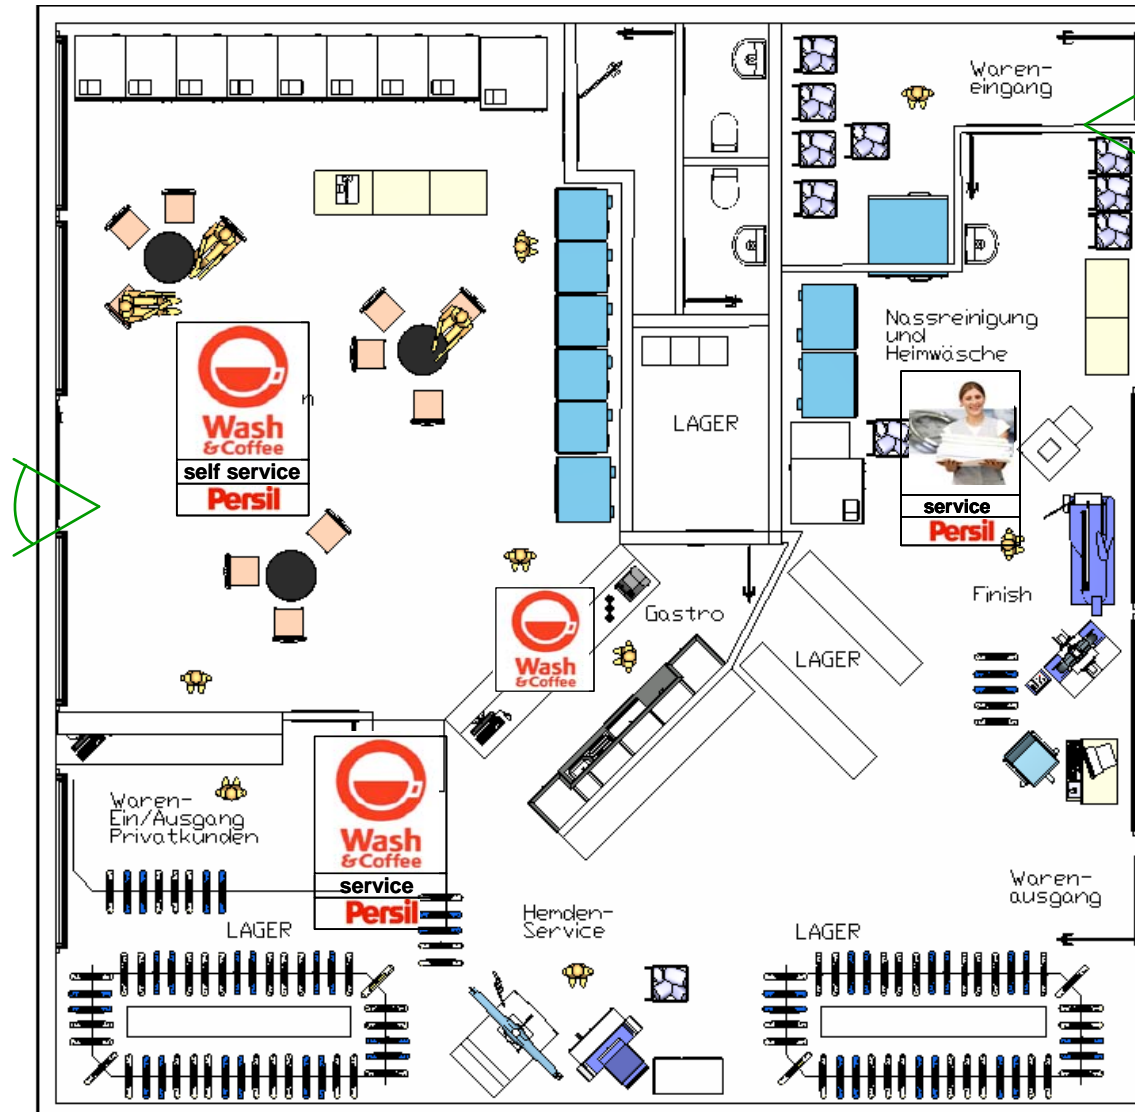 Waren-
eingang
Nassreinigung
und
Heimwäsche
LAGER
n
Wash
&Coffee
self service
Persil
service
Persil
Finish
Gastro
LAGER
Wash
&Coffee
Waren-
Ein/Ausgang
Privatkunden
Wash
&Coffee
service
Persil
LAGER
Hemden-
Service
Waren-
ausgang
LAGER